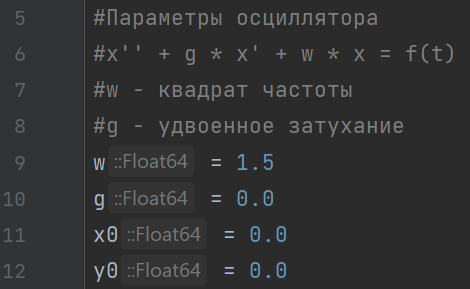 5 #Параметры осциллятора
6 #x'' + g * x' + w * x = f(t)
7 #w - квадрат частоты
8 #g - удвоенное затухание
9 w ::Float64 = 1.5
10 g ::Float64 = 0.0
11 x0 ::Float64 = 0.0
12 y0 ::Float64 = 0.0